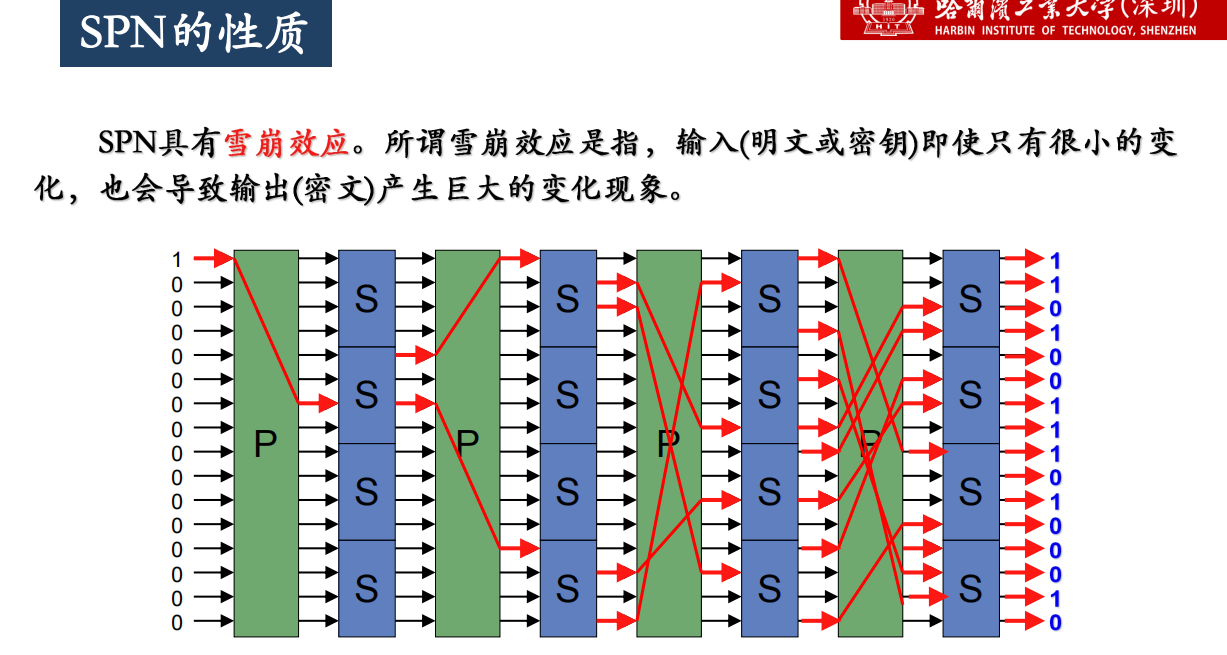 SPN的性质
哈爾濱工業大学(深圳)
1920
HIT
HARBIN INSTITUTE OF TECHNOLOGY, SHENZHEN
SPN具有雪崩效应。所谓雪崩效应是指，输入(明文或密钥)即使只有很小的变
化，也会导致输出(密文)产生巨大的变化现象。
1 1
0 1
S S S S
0 0
0 1
0 0
0 0
S S S S
0 1
0 1
P P P P
0 1
0 0
S S S S
0 1
0 0
0 0
0 0
S S S S
0 1
0 0